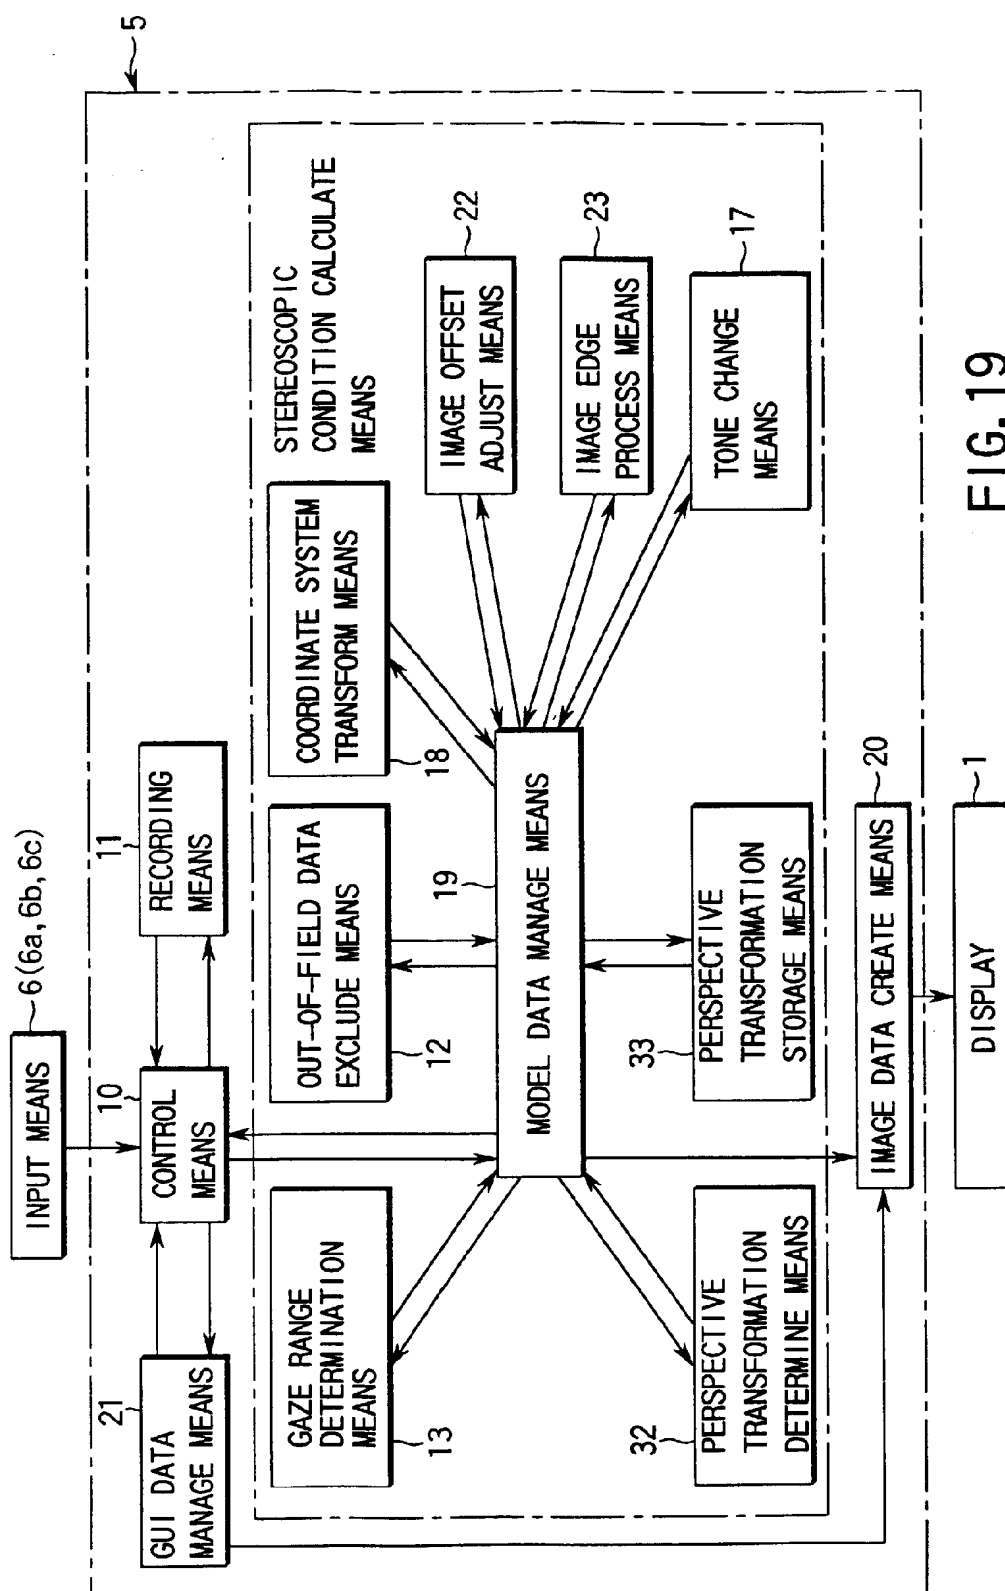 5
6(6a, 6b, 6c)
INPUT MEANS
21
GUI DATA
MANAGE MEANS
10
CONTROL
MEANS
11
RECORDING
MEANS
STEREOSCOPIC
CONDITION CALCULATE
MEANS
GAZE RANGE
DETERMINATION
MEANS
13
OUT-OF-FIELD DATA
EXCLUDE MEANS
12
COORDINATE SYSTEM
TRANSFORM MEANS
18
IMAGE OFFSET
ADJUST MEANS
22
19
MODEL DATA MANAGE MEANS
IMAGE EDGE
PROCESS MEANS
23
32
PERSPECTIVE
TRANSFORMATION
DETERMINE MEANS
33
PERSPECTIVE
TRANSFORMATION
STORAGE MEANS
TONE CHANGE
MEANS
17
IMAGE DATA CREATE MEANS
20
DISPLAY
1
FIG. 19